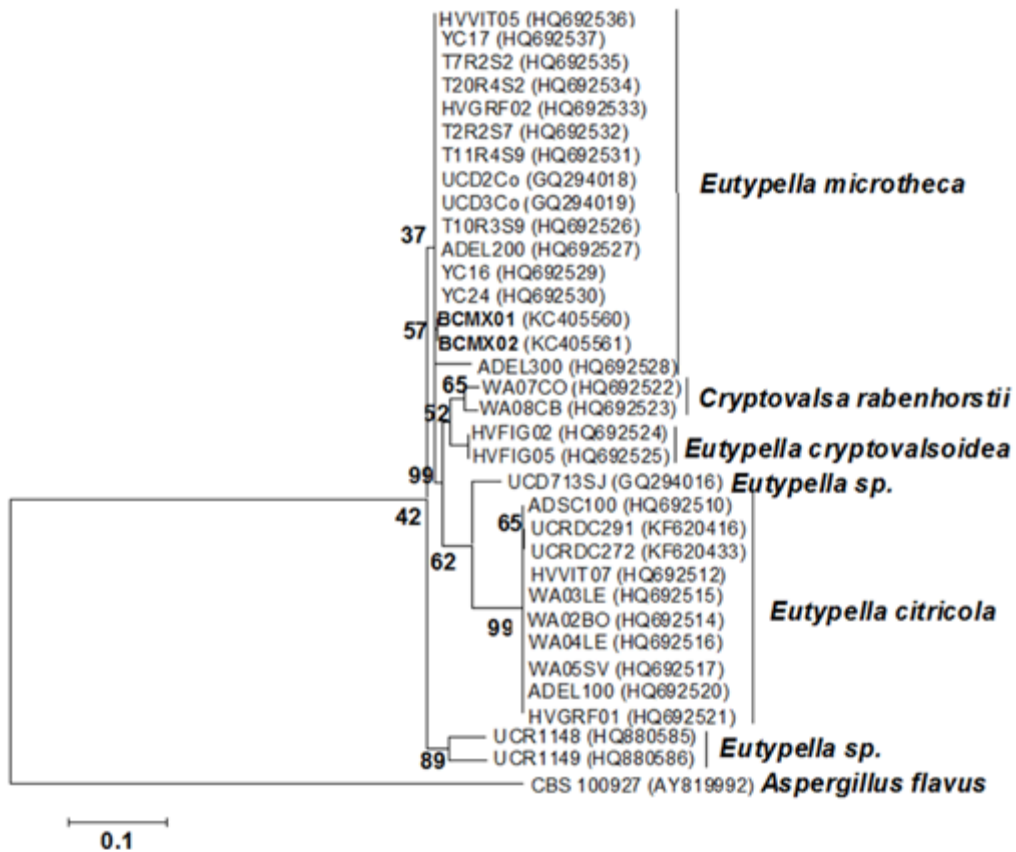 HVVIT05 (HQ692536)
YC17 (HQ692537)
T7R2S2 (HQ692535)
T20R4S2 (HQ692534)
HVGRF02 (HQ692533)
T2R2S7 (HQ692532)
T11R4S9 (HQ692531)
UCD2Co (GQ294018)
Eutypella microtheca
UCD3Co (GQ294019)
T10R3S9 (HQ692526)
37
ADEL200 (HQ692527)
YC16 (HQ692529)
YC24 (HQ692530)
BCMX01 (KC405560)
57
BCMX02 (KC405561)
ADEL300 (HQ692528)
65
WA07CO (HQ692522)
Cryptovalsa rabenhorstii
52
WA08CB (HQ692523)
HVFIG02 (HQ692524)
Eutypella cryptovalsoidea
HVFIG05 (HQ692525)
99
UCD713SJ (GQ294016) Eutypella sp.
ADSC100 (HQ692510)
42
65
UCRDC291 (KF620416)
UCRDC272 (KF620433)
62
HVVIT07 (HQ692512)
WA03LE (HQ692515)
Eutypella citricola
WA02BO (HQ692514)
99
WA04LE (HQ692516)
WA05SV (HQ692517)
ADEL100 (HQ692520)
HVGRF01 (HQ692521)
UCR1148 (HQ880585)
Eutypella sp.
89
UCR1149 (HQ880586)
CBS 100927 (AY819992) Aspergillus flavus
0.1